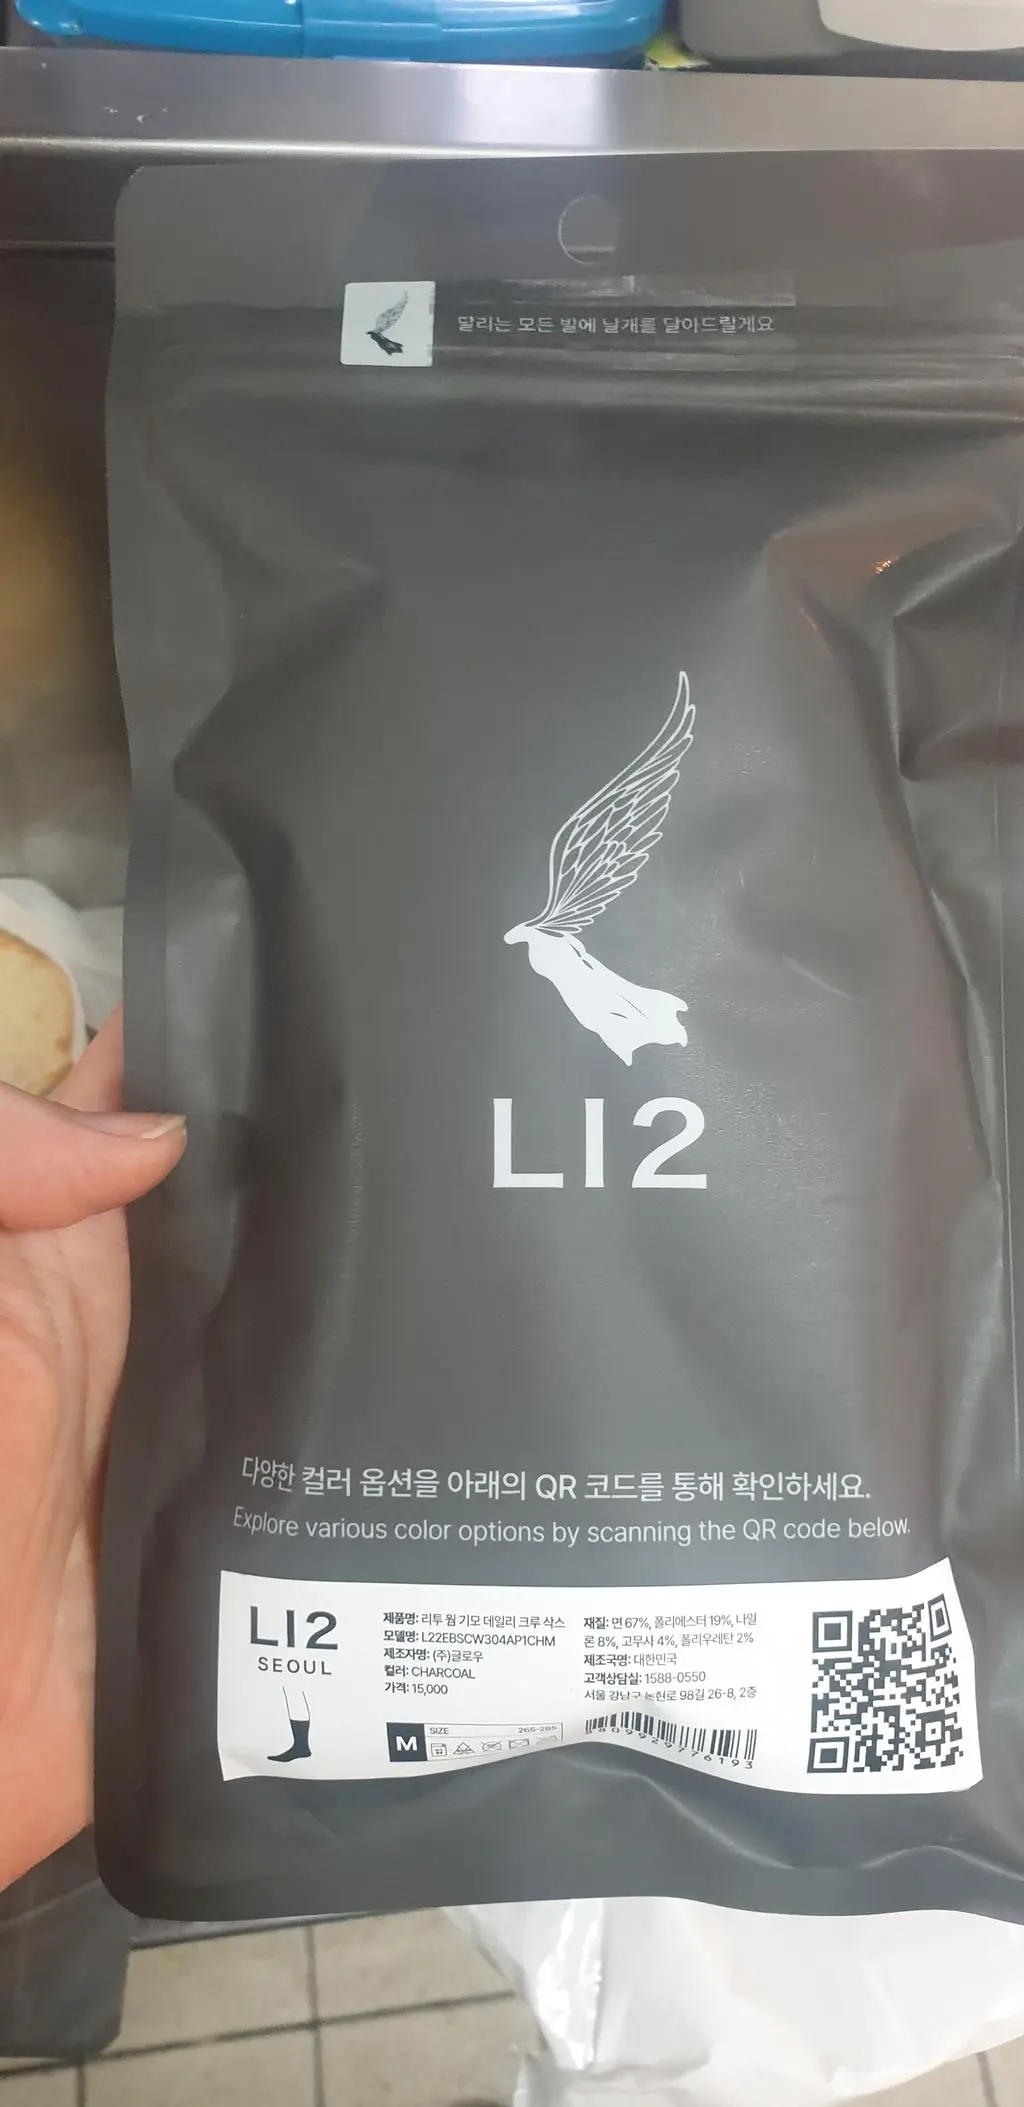 달리는 모든 발에 날개를 달아드릴게요
LI2
다양한 컬러 옵션을 아래의 QR 코드를 통해 확인하세요.
Explore various color options by scanning the QR code below.
LI2
SEOUL
제품명: 리투 웜 기모 데일리 크루 삭스
모델명: L22EBSCW304AP1CHM
제조자명: (주)글로우
컬러: CHARCOAL
가격: 15,000
M SIZE 265-285
재질: 면 67%, 폴리에스터 19%, 나일
론 8%, 고무사 4%, 폴리우레탄 2%
제조국명: 대한민국
고객상담실: 1588-0550
서울 강남구 논현로 98길 26-8, 2층
8809929776193